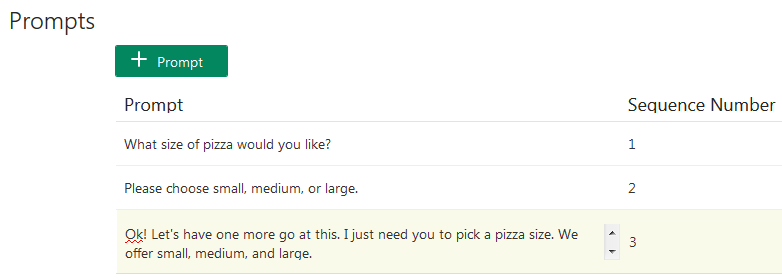 Prompts
+ Prompt
Prompt Sequence Number
What size of pizza would you like? 1
Please choose small, medium, or large. 2
Ok! Let's have one more go at this. I just need you to pick a pizza size. We
offer small, medium, and large. 3